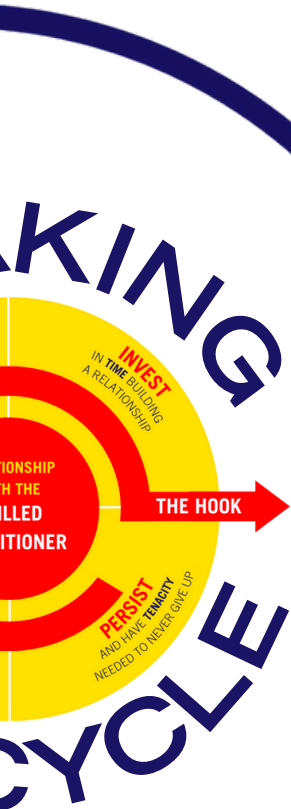 AKING
INVEST
IN TIME BUILDING
A RELATIONSHIP
TIONSHIP
TH THE
LLED
ITIONER
THE HOOK
PERSIST
AND HAVE TENACITY
NEEDED TO NEVER GIVE UP
CYCLE